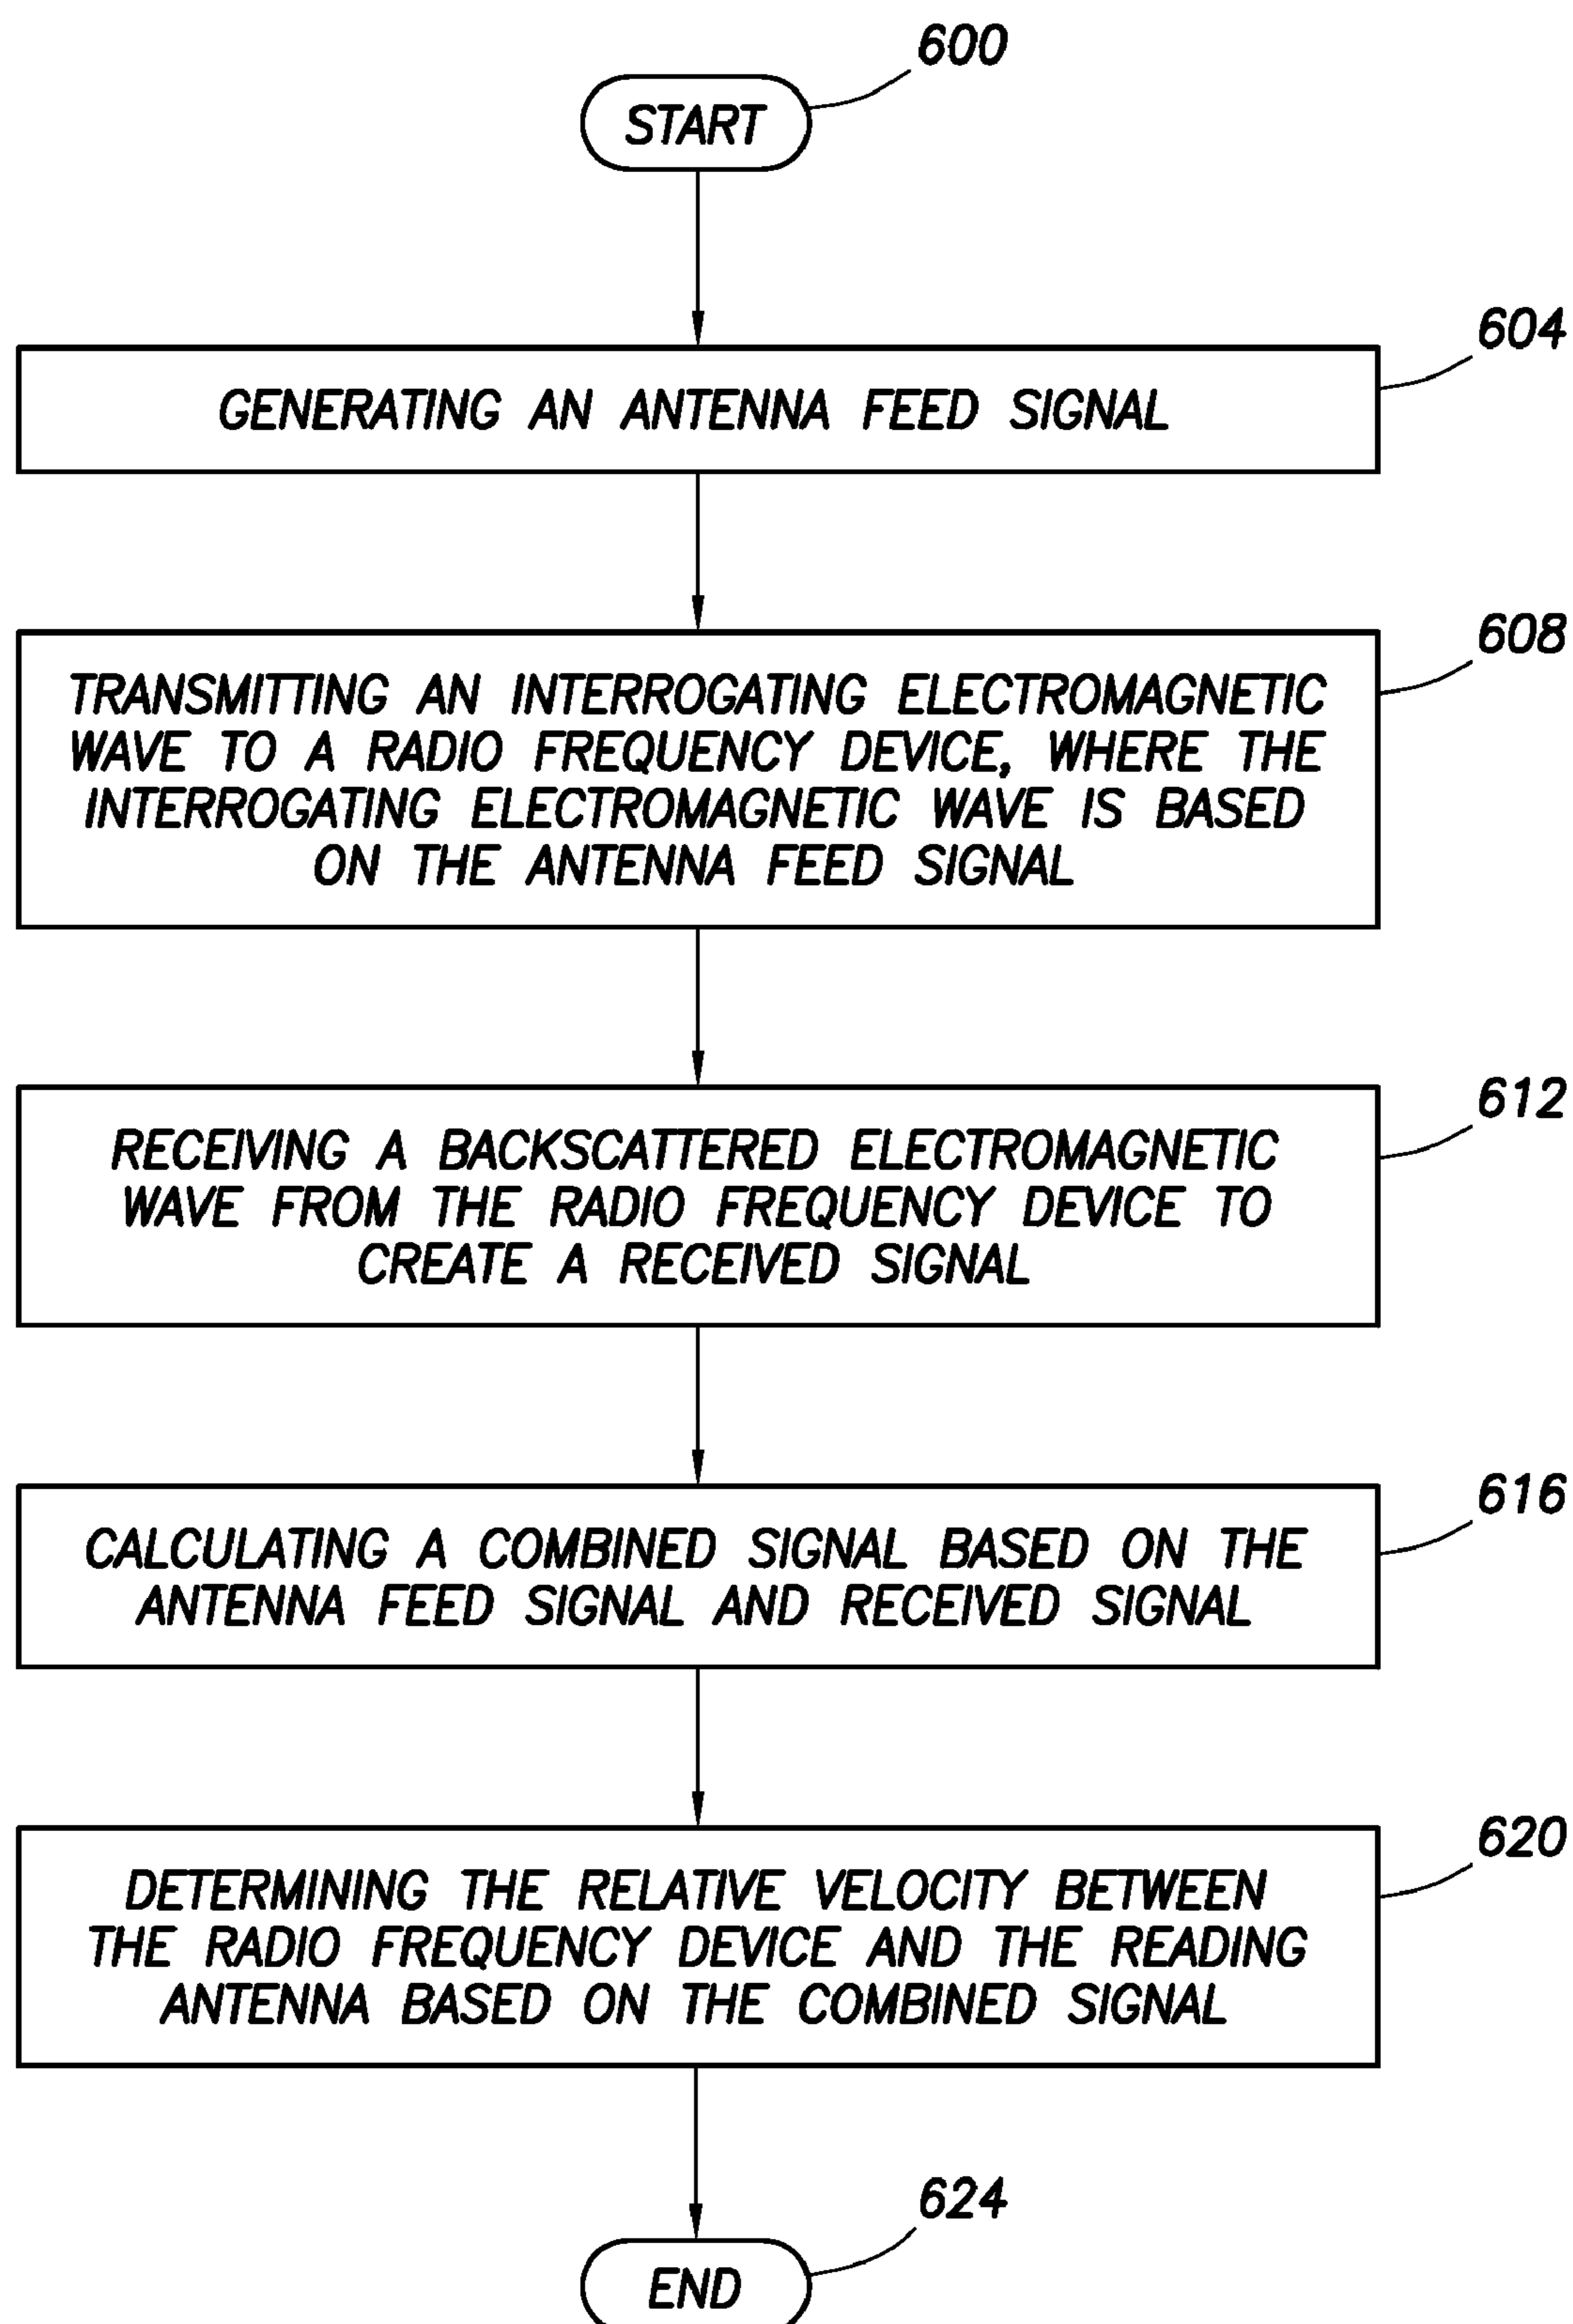 600
START
604
GENERATING AN ANTENNA FEED SIGNAL
608
TRANSMITTING AN INTERROGATING ELECTROMAGNETIC
WAVE TO A RADIO FREQUENCY DEVICE, WHERE THE
INTERROGATING ELECTROMAGNETIC WAVE IS BASED
ON THE ANTENNA FEED SIGNAL
612
RECEIVING A BACKSCATTERED ELECTROMAGNETIC
WAVE FROM THE RADIO FREQUENCY DEVICE TO
CREATE A RECEIVED SIGNAL
616
CALCULATING A COMBINED SIGNAL BASED ON THE
ANTENNA FEED SIGNAL AND RECEIVED SIGNAL
620
DETERMINING THE RELATIVE VELOCITY BETWEEN
THE RADIO FREQUENCY DEVICE AND THE READING
ANTENNA BASED ON THE COMBINED SIGNAL
624
END